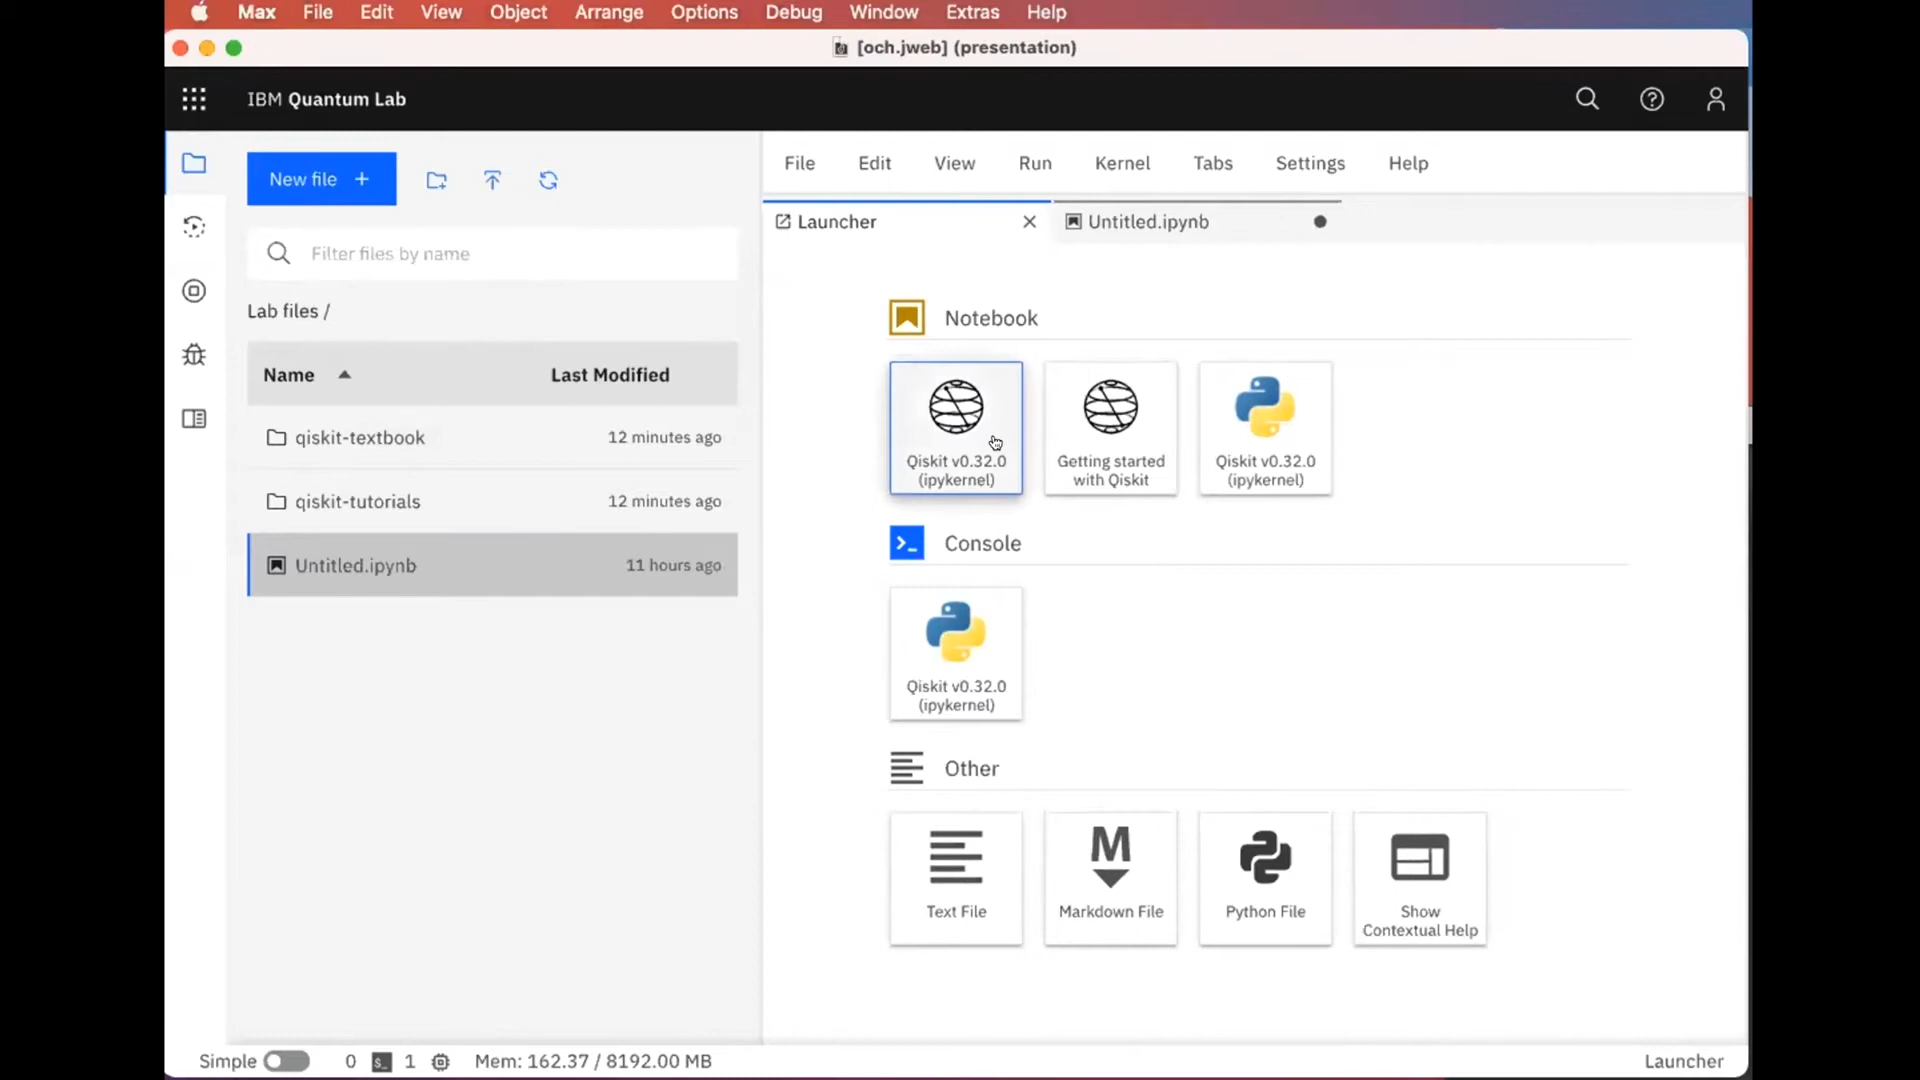 Max File Edit View Object Arrange Options Debug Window Extras Help
[och.jweb] (presentation)
IBM Quantum Lab
New file +
Filter files by name
Lab files /
Name Last Modified
qiskit-textbook 12 minutes ago
qiskit-tutorials 12 minutes ago
Untitled.ipynb 11 hours ago
File Edit View Run Kernel Tabs Settings Help
Launcher Untitled.ipynb
Notebook
Qiskit v0.32.0
(ipykernel)
Getting started
with Qiskit
Qiskit v0.32.0
(ipykernel)
Console
Qiskit v0.32.0
(ipykernel)
Other
Text File
M
Markdown File
Python File
Show
Contextual Help
Simple 0 1 Mem: 162.37 / 8192.00 MB Launcher